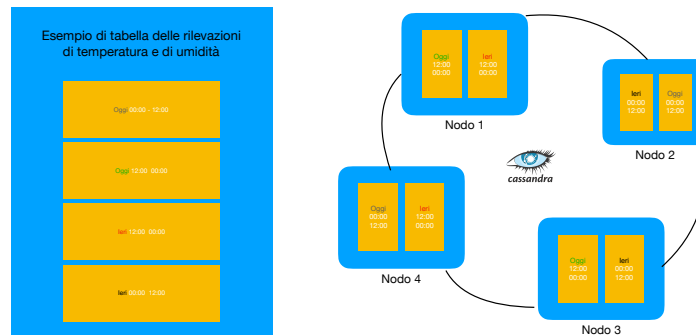 Esempio di tabella delle rilevazioni
di temperatura e di umidità
Oggi 00:00 - 12:00
Oggi 12:00 00:00
Ieri 12:00 00:00
Ieri 00:00 12:00
Oggi
12:00
00:00
Ieri
12:00
00:00
Nodo 1
Ieri
00:00
12:00
Oggi
00:00
12:00
Nodo 2
cassandra
Oggi
00:00
12:00
Ieri
12:00
00:00
Nodo 4
Oggi
12:00
00:00
Ieri
00:00
12:00
Nodo 3